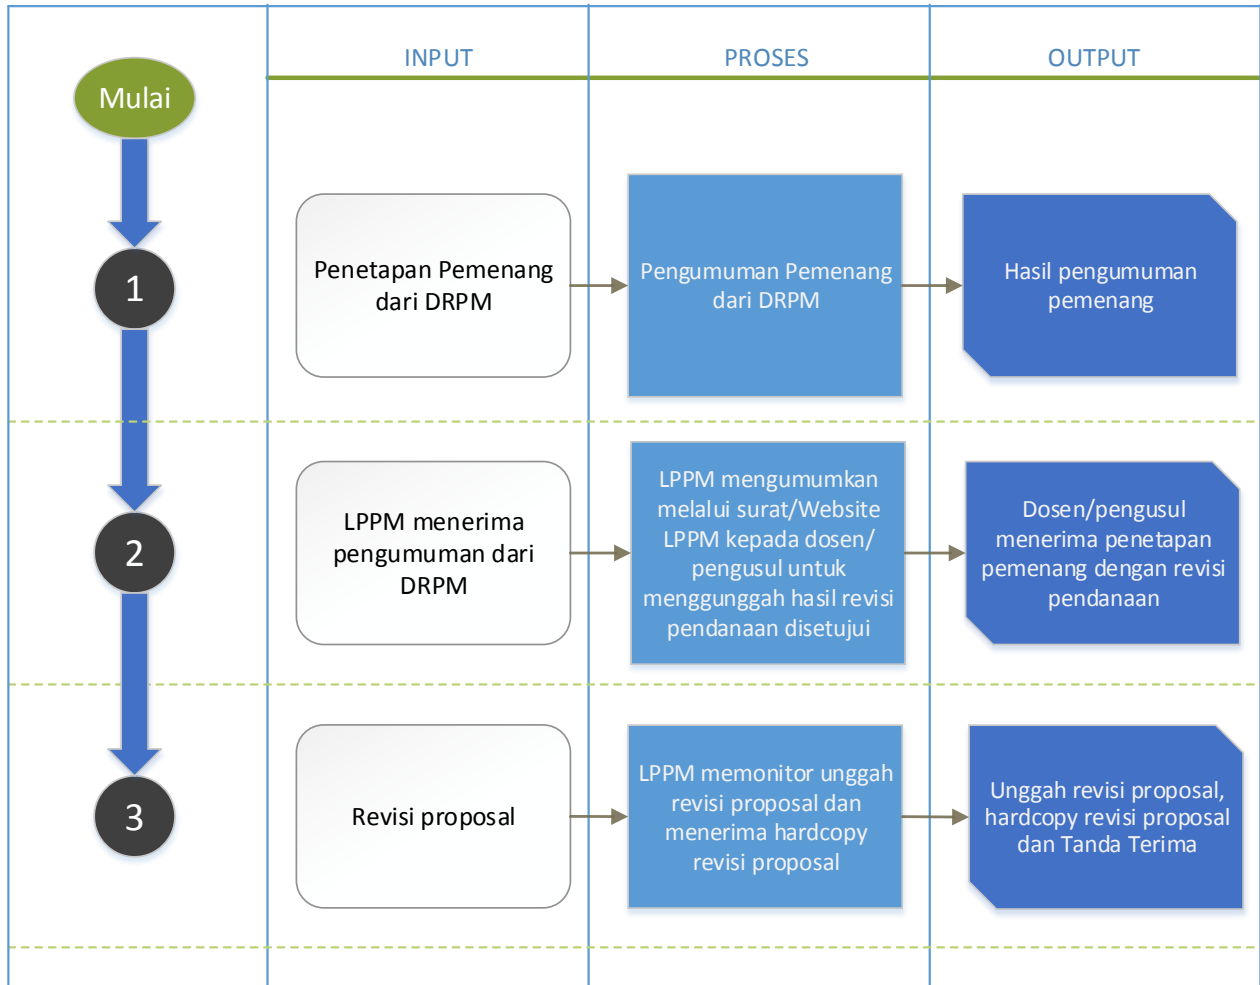 INPUT
PROSES
OUTPUT
Mulai
1
Penetapan Pemenang
dari DRPM
Pengumuman Pemenang
dari DRPM
Hasil pengumuman
pemenang
2
LPPM menerima
pengumuman dari
DRPM
LPPM mengumumkan
melalui surat/Website
LPPM kepada dosen/
pengusul untuk
menggunggah hasil revisi
pendanaan disetujui
Dosen/pengusul
menerima penetapan
pemenang dengan revisi
pendanaan
3
Revisi proposal
LPPM memonitor unggah
revisi proposal dan
menerima hardcopy
revisi proposal
Unggah revisi proposal,
hardcopy revisi proposal
dan Tanda Terima